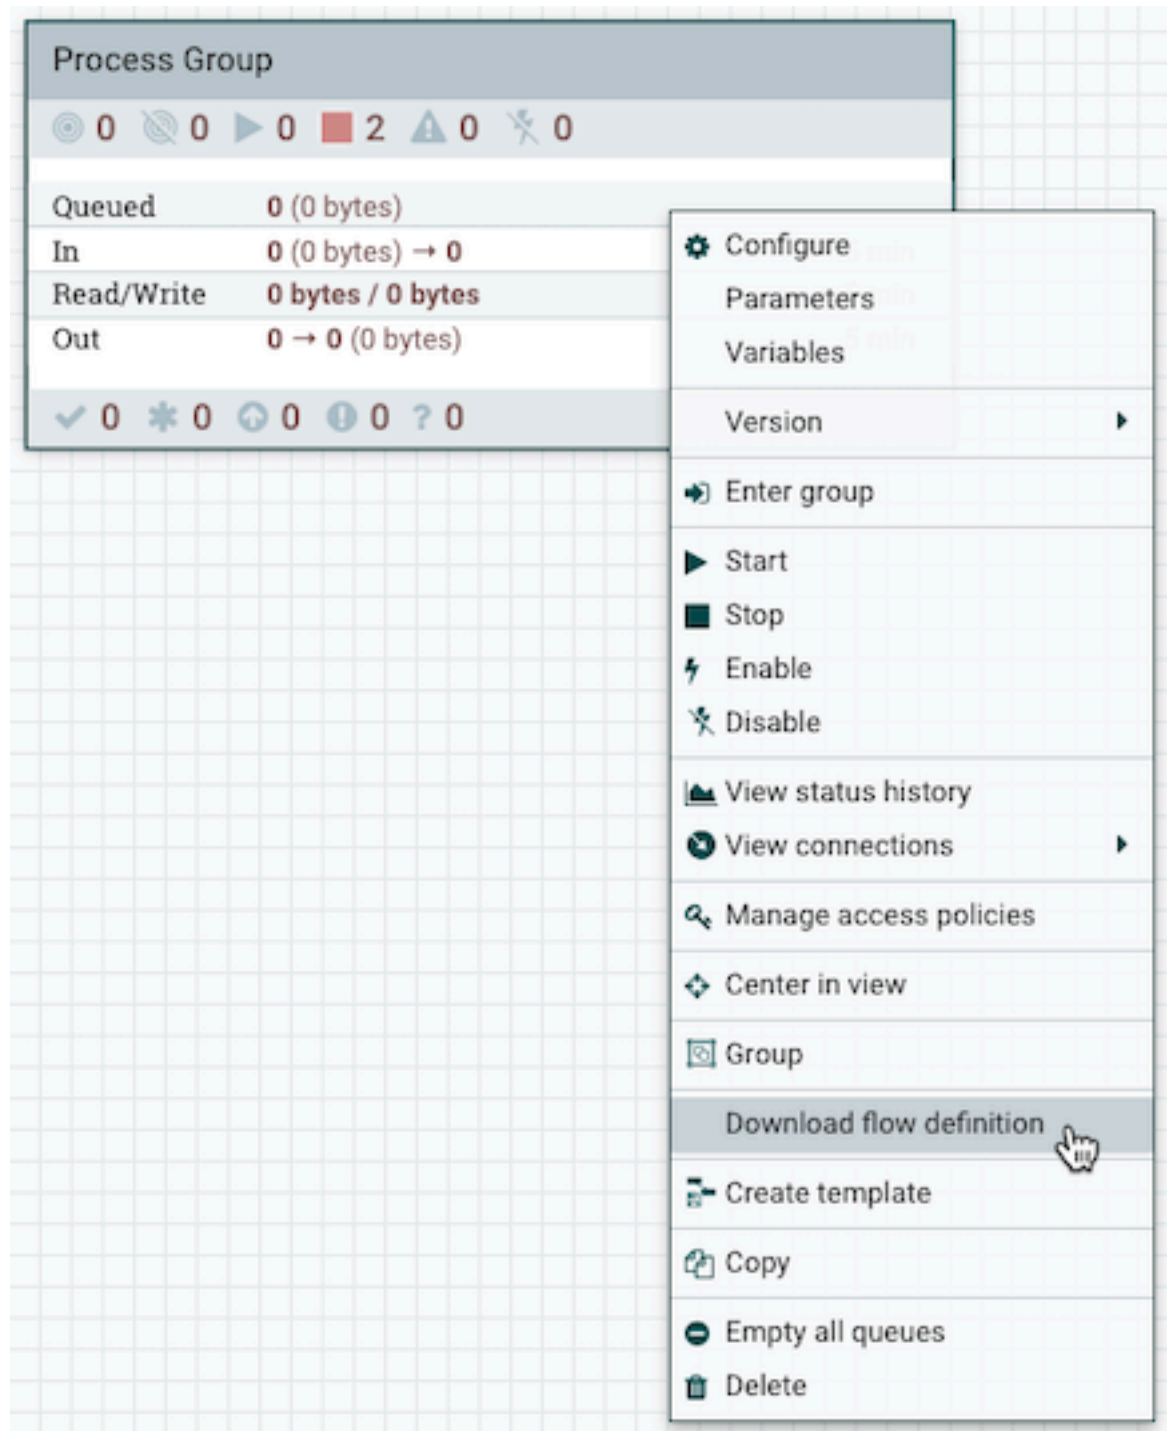 Process Group
0 0 0 2 0 0
Queued 0 (0 bytes)
In 0 (0 bytes) → 0
Read/Write 0 bytes / 0 bytes
Out 0 → 0 (0 bytes) 5 min
0 0 0 0 ? 0
Configure
Parameters
Variables
Version
Enter group
Start
Stop
Enable
Disable
View status history
View connections
Manage access policies
Center in view
Group
Download flow definition
Create template
Copy
Empty all queues
Delete